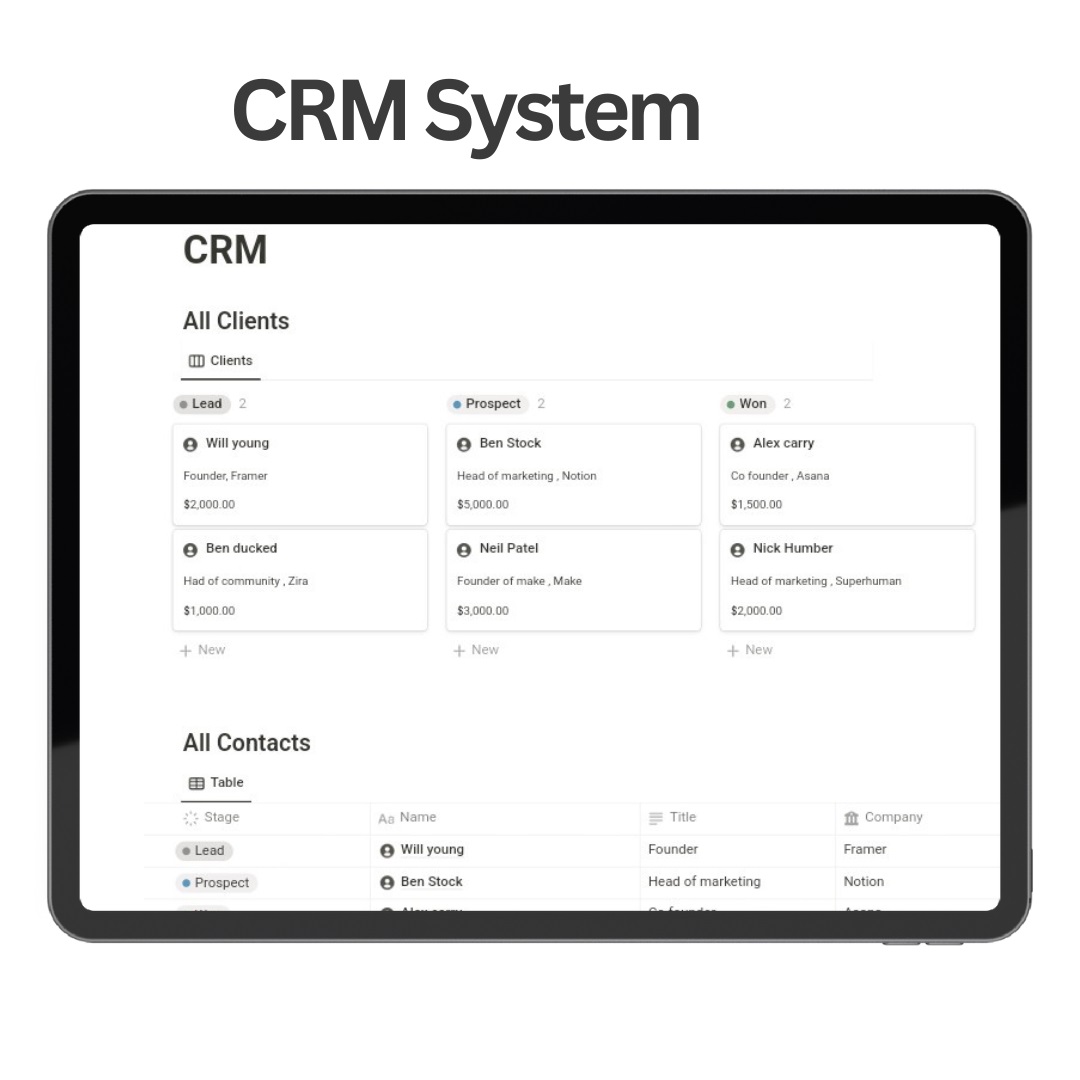 CRM System
CRM
All Clients
Clients
Lead 2
Prospect 2
Won 2
Will young
Founder, Framer
$2,000.00
Ben Stock
Head of marketing , Notion
$5,000.00
Alex carry
Co founder , Asana
$1,500.00
Ben ducked
Had of community , Zira
$1,000.00
Neil Patel
Founder of make , Make
$3,000.00
Nick Humber
Head of marketing , Superhuman
$2,000.00
+ New
+ New
+ New
All Contacts
Table
Stage Aa Name Title Company
Lead Will young Founder Framer
Prospect Ben Stock Head of marketing Notion